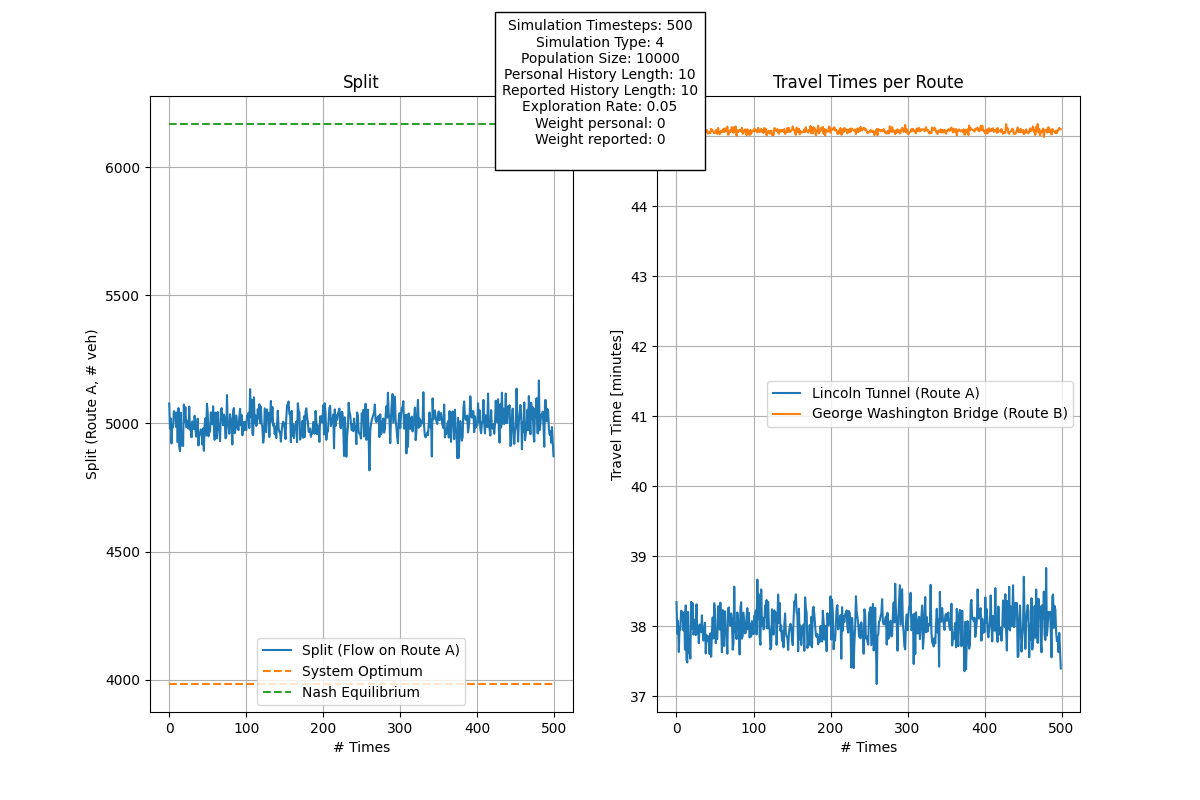 Simulation Timesteps: 500
Simulation Type: 4
Population Size: 10000
Personal History Length: 10
Reported History Length: 10
Exploration Rate: 0.05
Weight personal: 0
Weight reported: 0
Split
6000
5500
5000
4500
4000
Split (Route A, # veh)
Split (Flow on Route A)
System Optimum
Nash Equilibrium
0 100 200 300 400 500
# Times
Travel Times per Route
44
43
42
41
40
39
38
37
Travel Time [minutes]
Lincoln Tunnel (Route A)
George Washington Bridge (Route B)
0 100 200 300 400 500
# Times